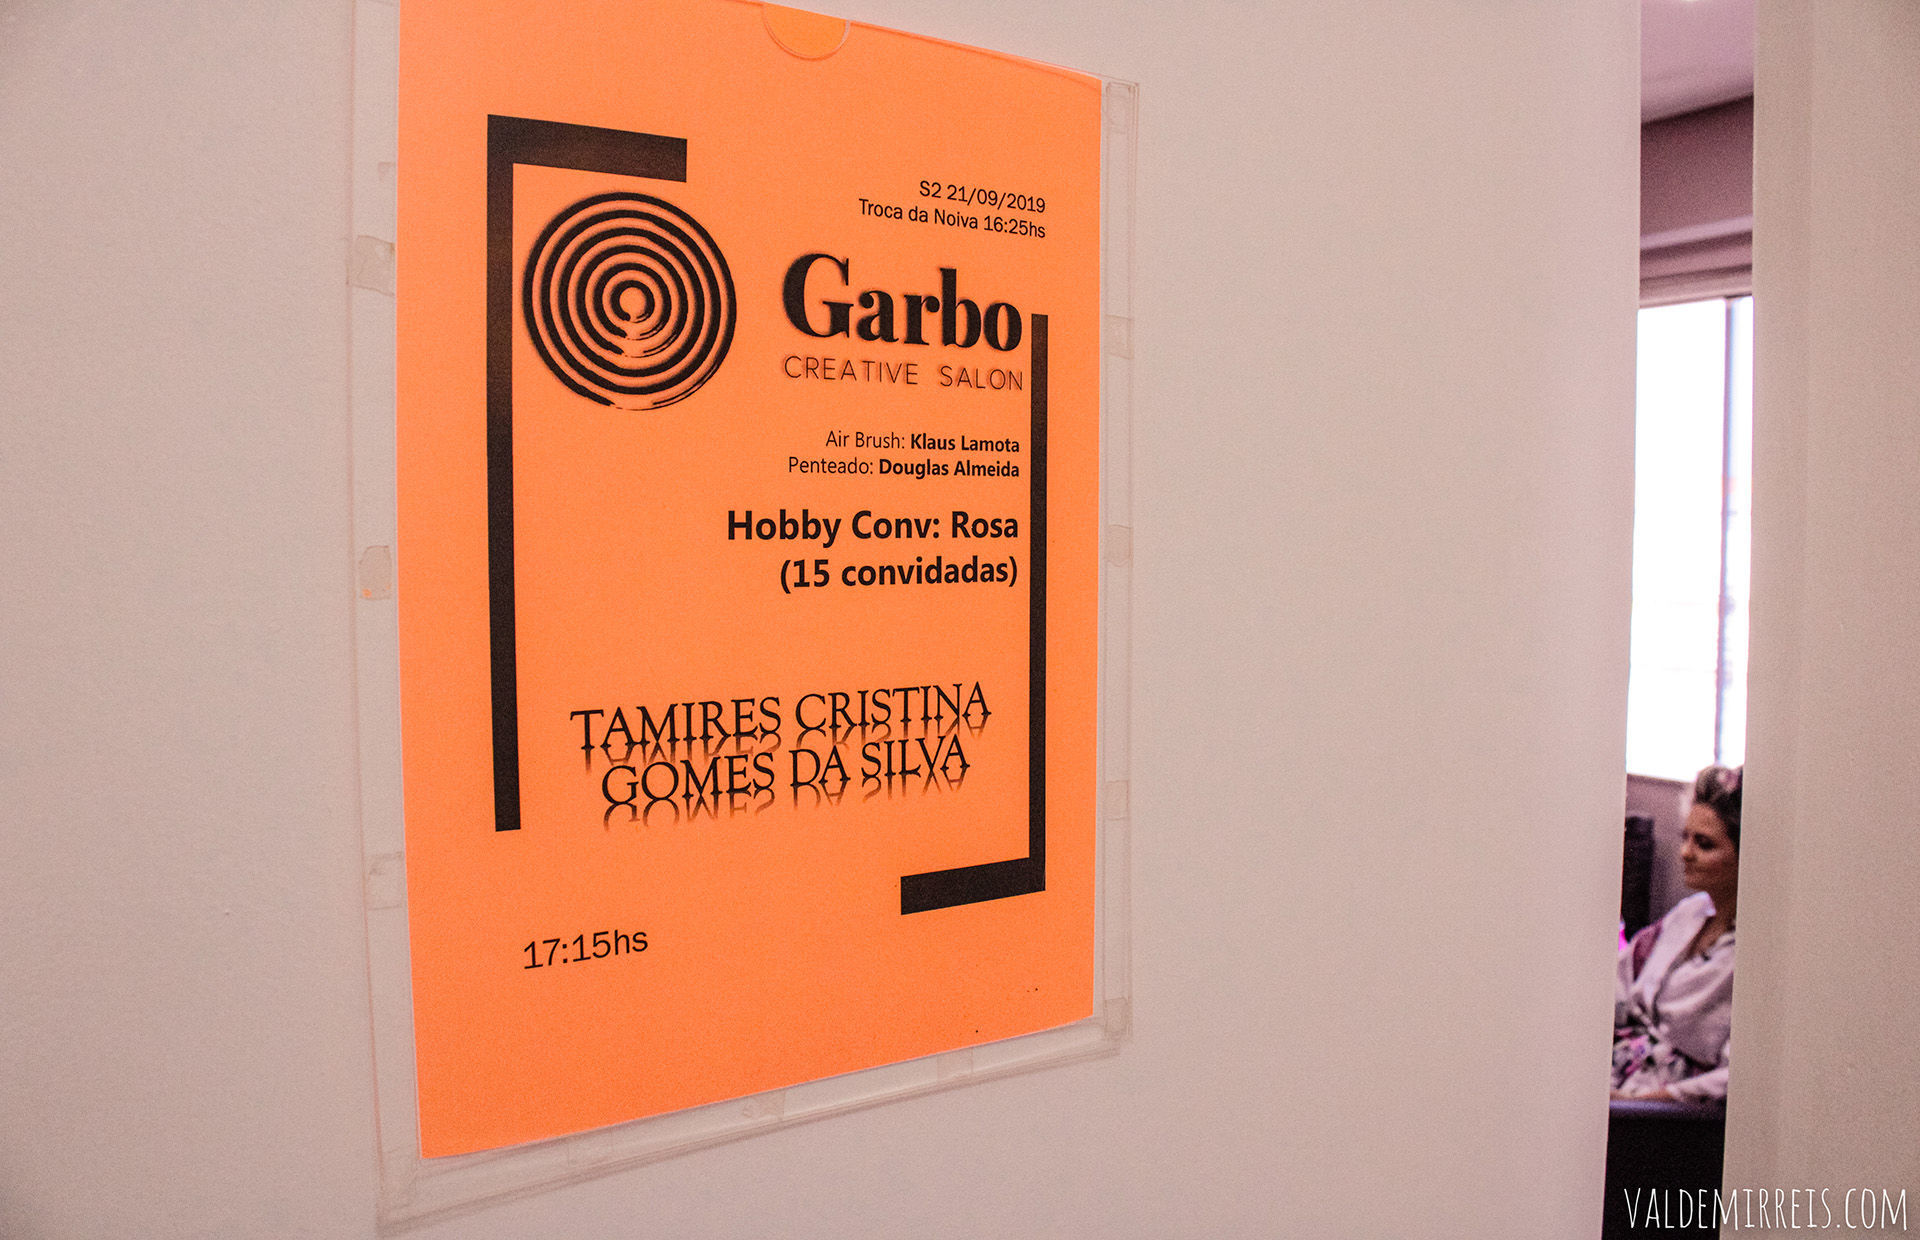 S2 21/09/2019
Troca da Noiva 16:25hs
Garbo
CREATIVE SALON
Air Brush: Klaus Lamota
Penteado: Douglas Almeida
Hobby Conv: Rosa
(15 convidadas)
TAMIRES CRISTINA
GOMES DA SILVA
17:15hs
VALDEMIRREIS.COM